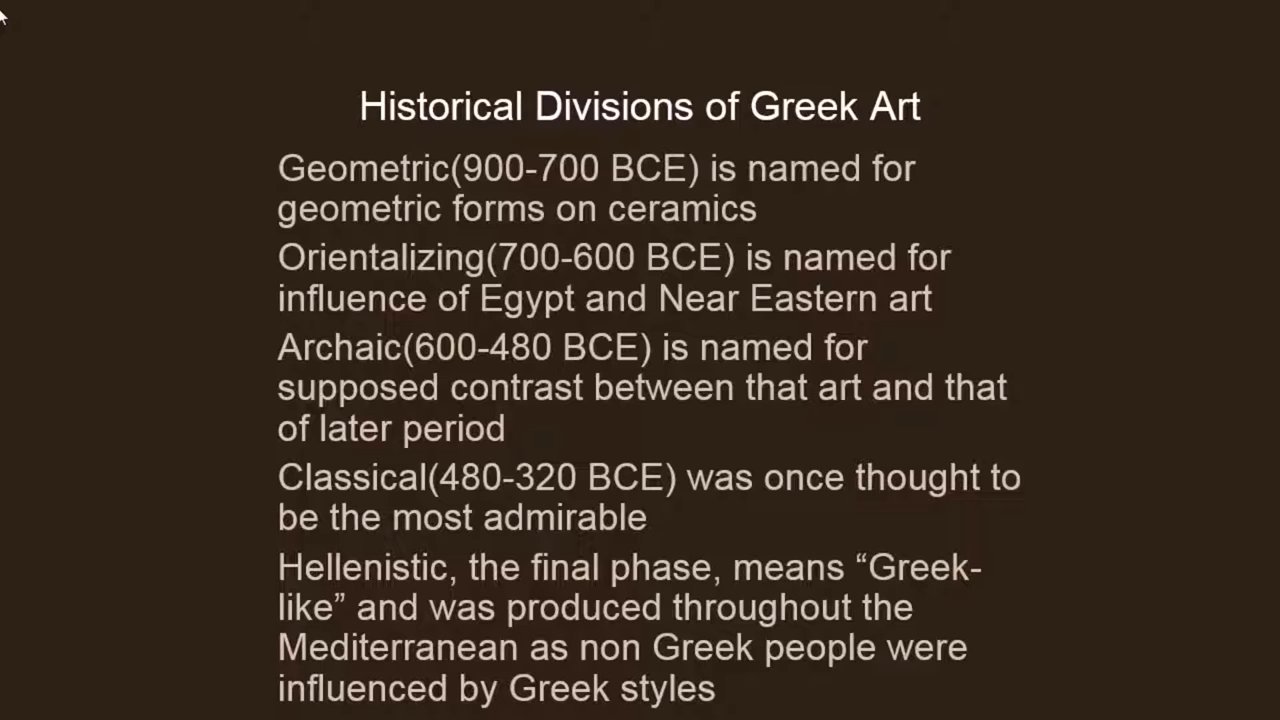 Historical Divisions of Greek Art
Geometric(900-700 BCE) is named for
geometric forms on ceramics
Orientalizing(700-600 BCE) is named for
influence of Egypt and Near Eastern art
Archaic(600-480 BCE) is named for
supposed contrast between that art and that
of later period
Classical(480-320 BCE) was once thought to
be the most admirable
Hellenistic, the final phase, means “Greek-
like” and was produced throughout the
Mediterranean as non Greek people were
influenced by Greek styles